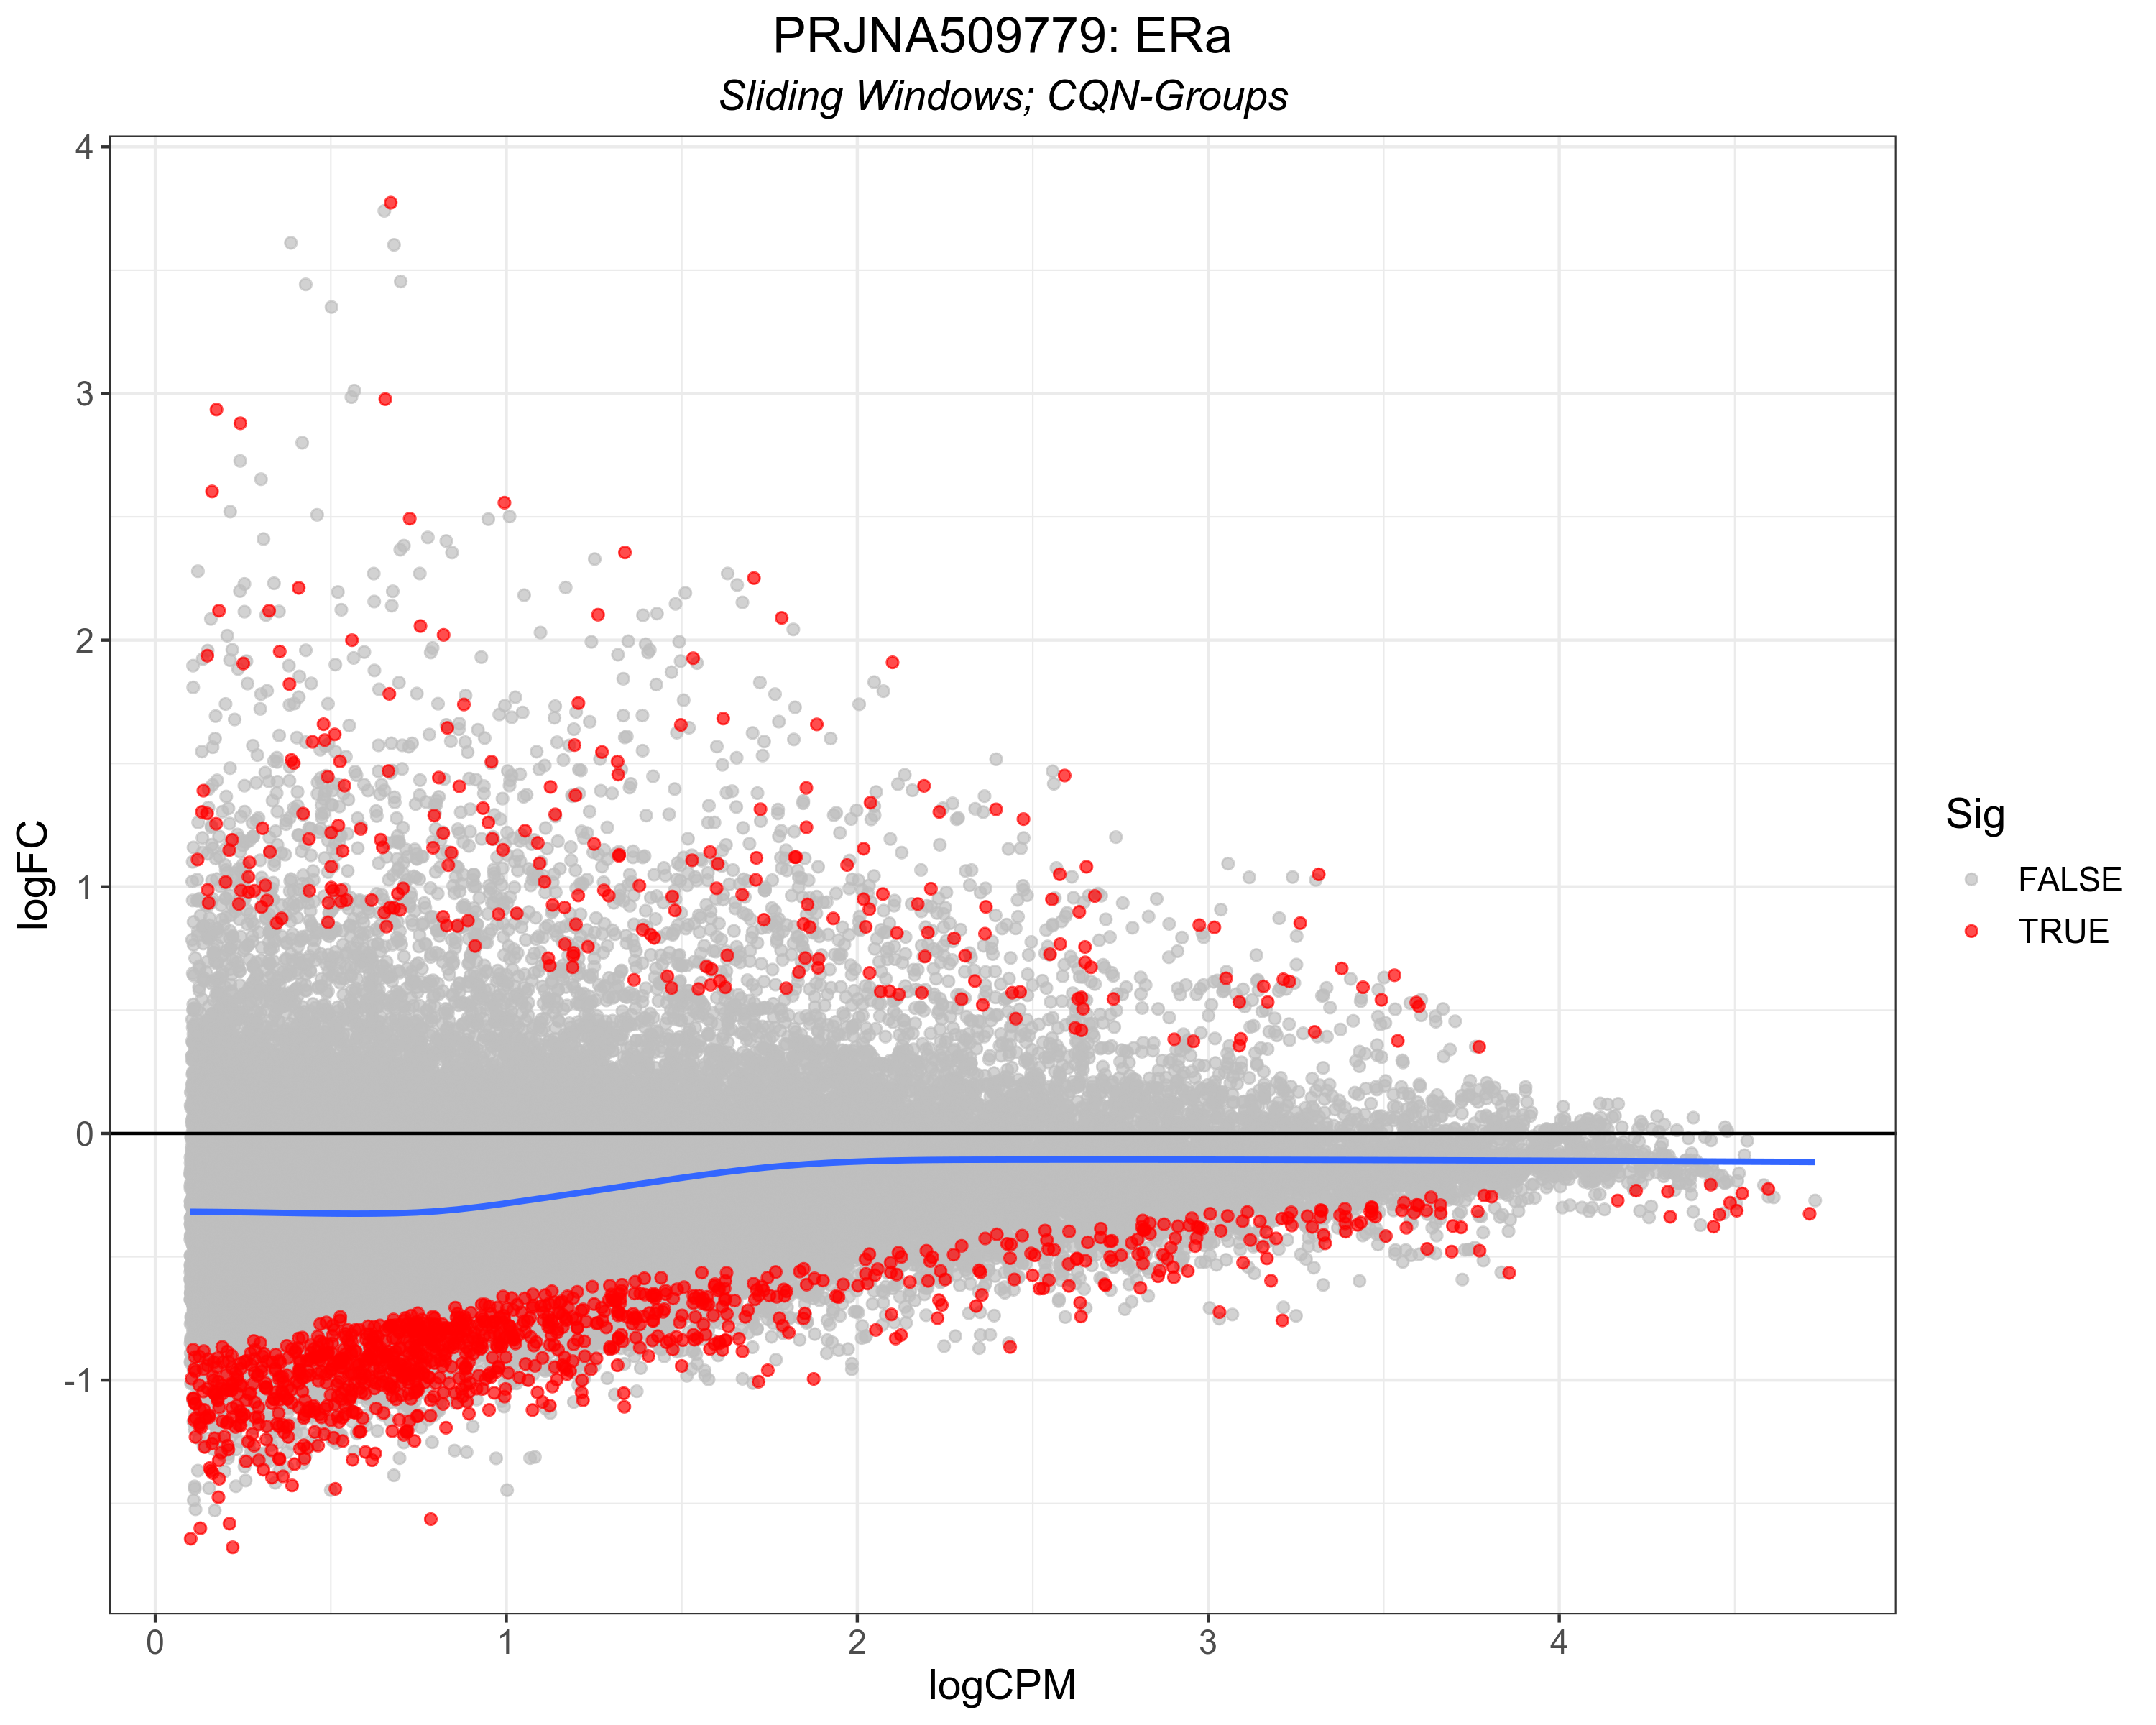 PRJNA509779: ERa
Sliding Windows; CQN-Groups
4
3
2
1
0
-1
logFC
0 1 2 3 4
logCPM
Sig
FALSE
TRUE